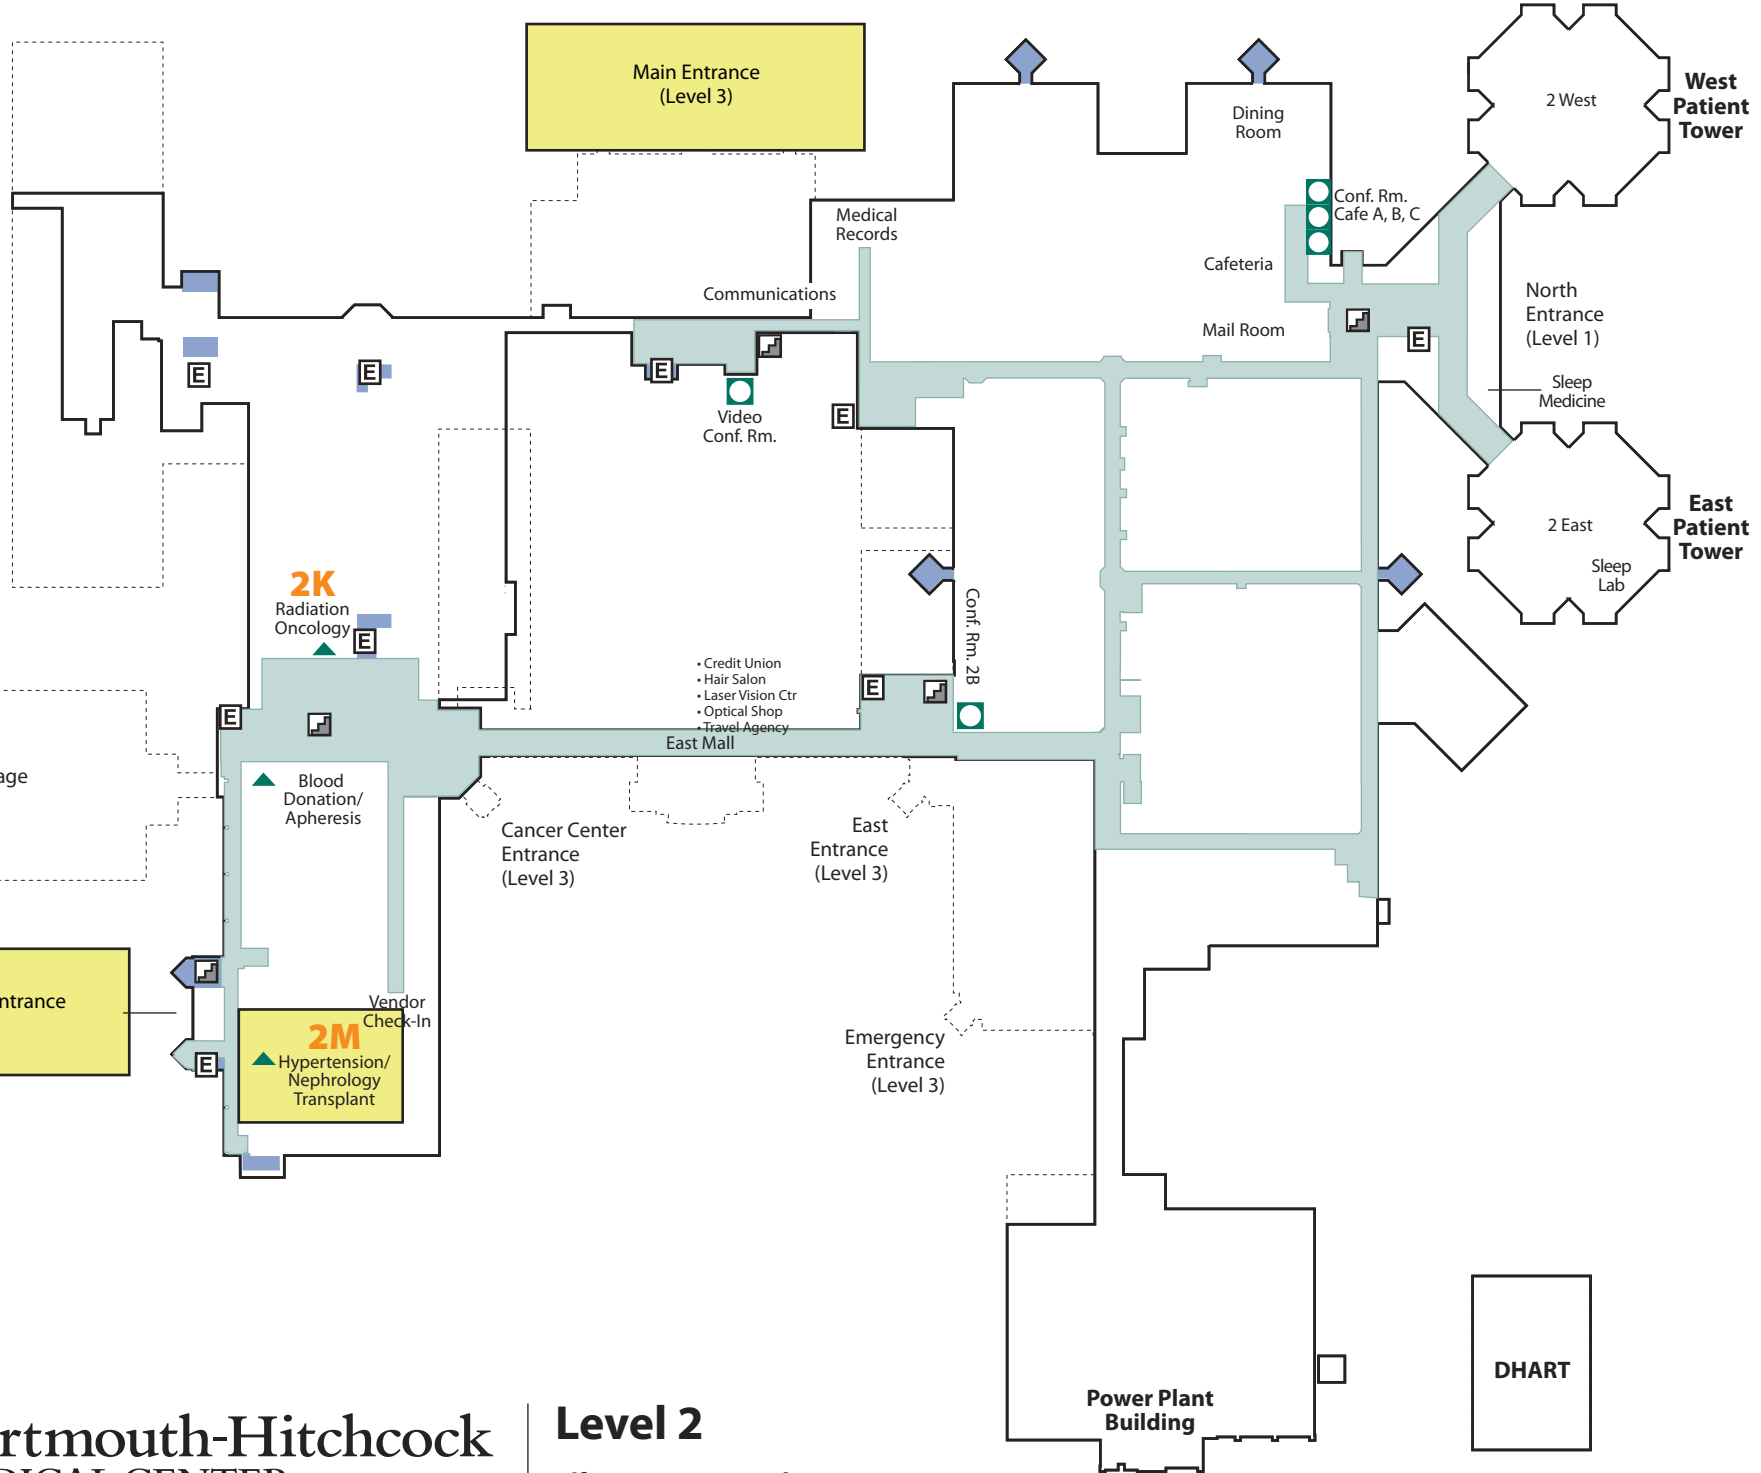 Main Entrance
(Level 3)
2 West
West
Patient
Tower
Dining
Room
Conf. Rm.
Cafe A, B, C
Medical
Records
Cafeteria
Communications
Mail Room
North
Entrance
(Level 1)
Sleep
Medicine
E
E
E
E
E
Video
Conf. Rm.
2 East
Sleep
Lab
East
Patient
Tower
2K
Radiation
Oncology
E
Conf. Rm. 2B
• Credit Union
• Hair Salon
• Laser Vision Ctr
• Optical Shop
• Travel Agency
East Mall
E
E
age
Blood
Donation/
Apheresis
Cancer Center
Entrance
(Level 3)
East
Entrance
(Level 3)
ntrance
Vendor
Check-In
2M
Hypertension/
Nephrology
Transplant
E
Emergency
Entrance
(Level 3)
Power Plant
Building
DHART
rtmouth-Hitchcock
DICAL CENTER
Level 2